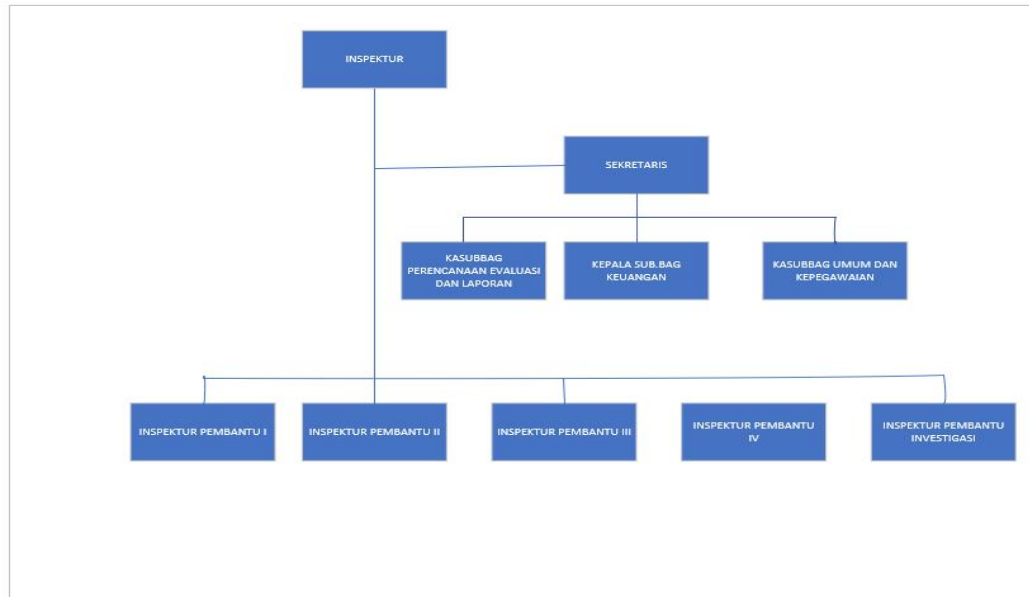 INSPEKTUR
SEKRETARIS
KASUBBAG
PERENCANAAN EVALUASI
DAN LAPORAN
KEPALA SUB.BAG
KEUANGAN
KASUBBAG UMUM DAN
KEPEGAWAIAN
INSPEKTUR PEMBANTU I
INSPEKTUR PEMBANTU II
INSPEKTUR PEMBANTU III
INSPEKTUR PEMBANTU
IV
INSPEKTUR PEMBANTU
INVESTIGASI